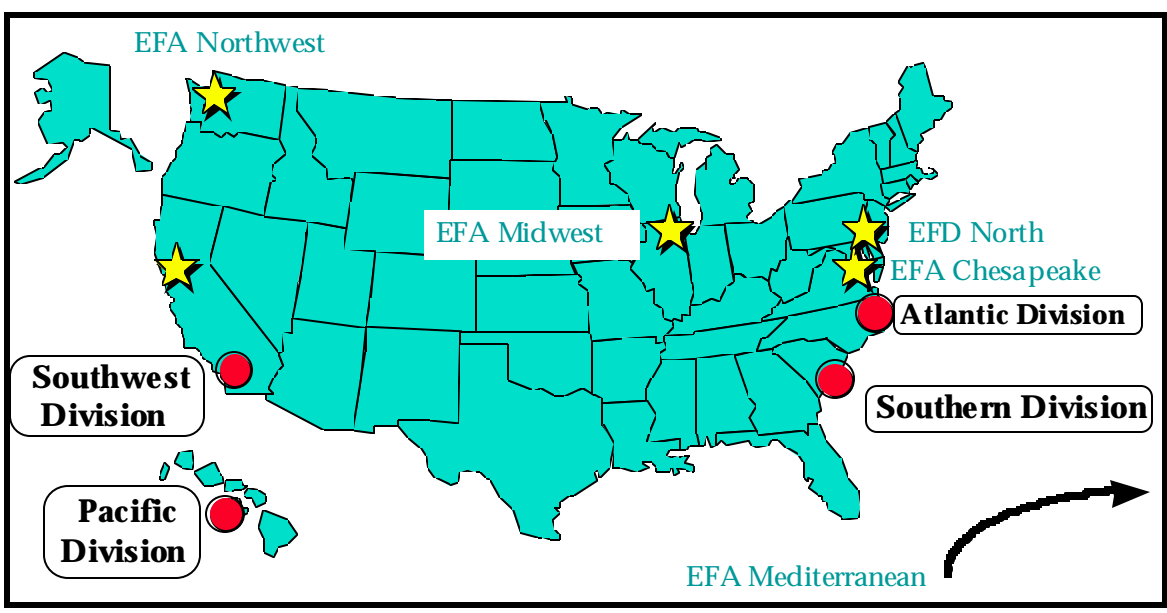 EFA Northwest
EFA Midwest
EFD North
EFA Chesapeake
Atlantic Division
Southwest
Division
Southern Division
Pacific
Division
EFA Mediterranean